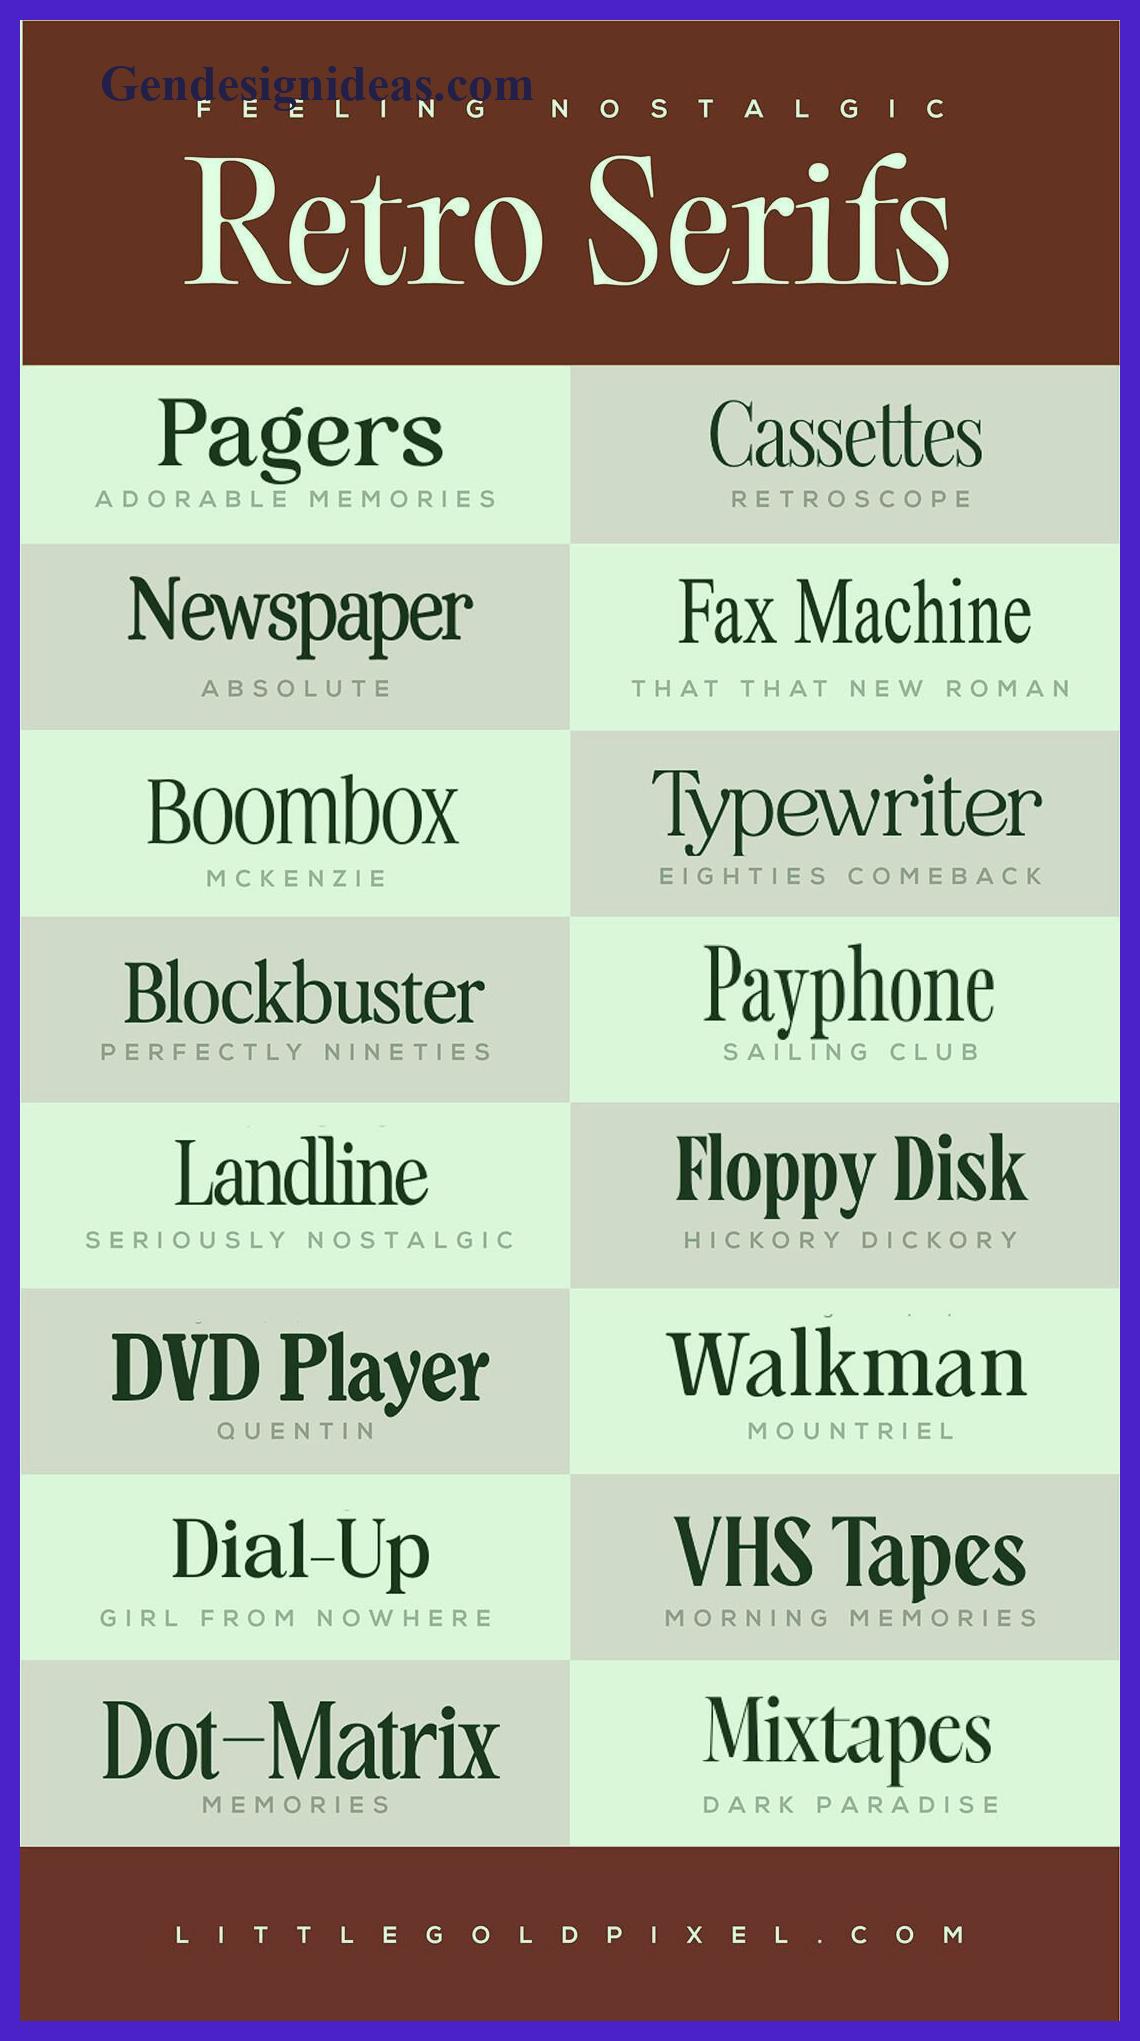 Gendesignideas.com
FEELING NOSTALGIC
Retro Serifs
Pagers
ADORABLE MEMORIES
Cassettes
RETROSCOPE
Newspaper
ABSOLUTE
Fax Machine
THAT THAT NEW ROMAN
Boombox
MCKENZIE
Typewriter
EIGHTIES COMEBACK
Blockbuster
PERFECTLY NINETIES
Payphone
SAILING CLUB
Landline
SERIOUSLY NOSTALGIC
Floppy Disk
HICKORY DICKORY
DVD Player
QUENTIN
Walkman
MOUNTRIEL
Dial-Up
GIRL FROM NOWHERE
VHS Tapes
MORNING MEMORIES
Dot-Matrix
MEMORIES
Mixtapes
DARK PARADISE
LITTLEGOLDPIXEL.COM